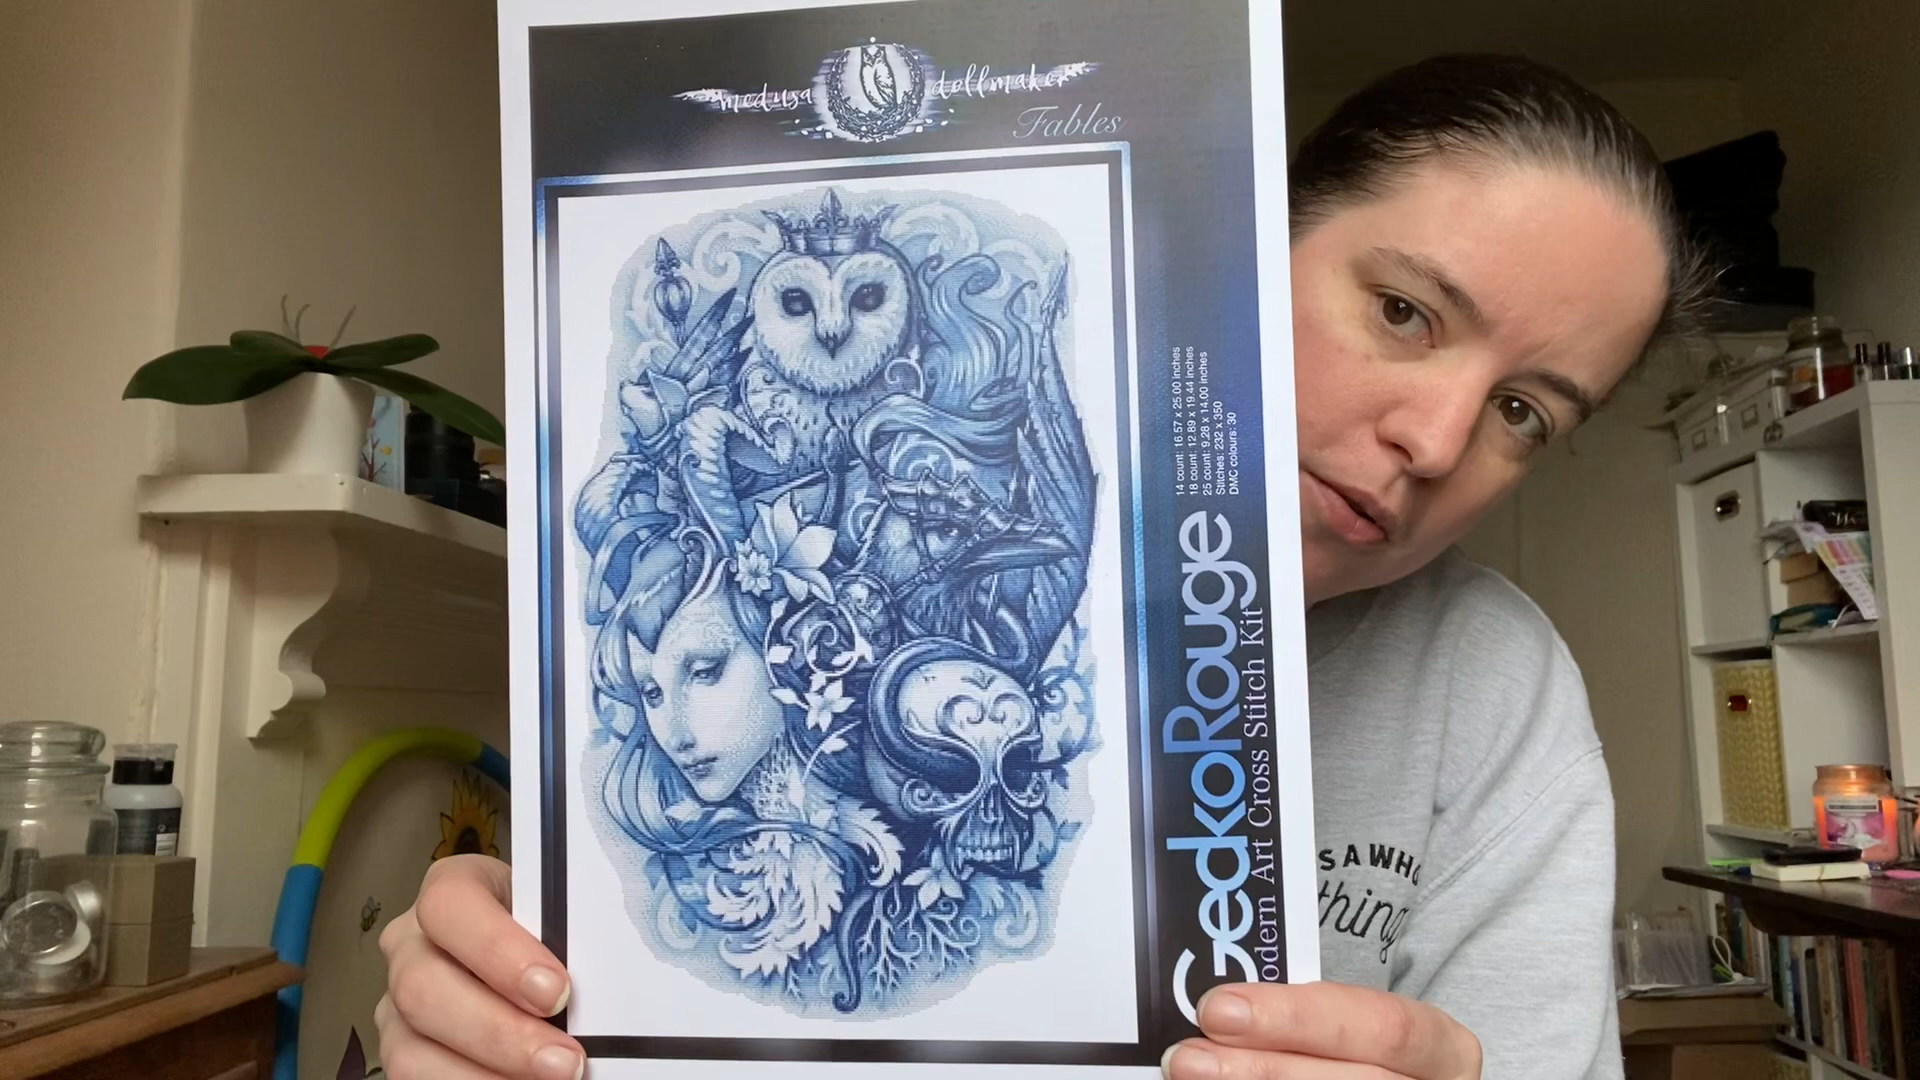 medusa dollmaker
Fables
14 count: 16.57 x 25.00 inches
18 count: 12.89 x 19.44 inches
25 count: 9.28 x 14.00 inches
Stitches: 232 x 350
DMC colours: 30
GeckoRouge
odern Art Cross Stitch Kit
S A WHO
thing